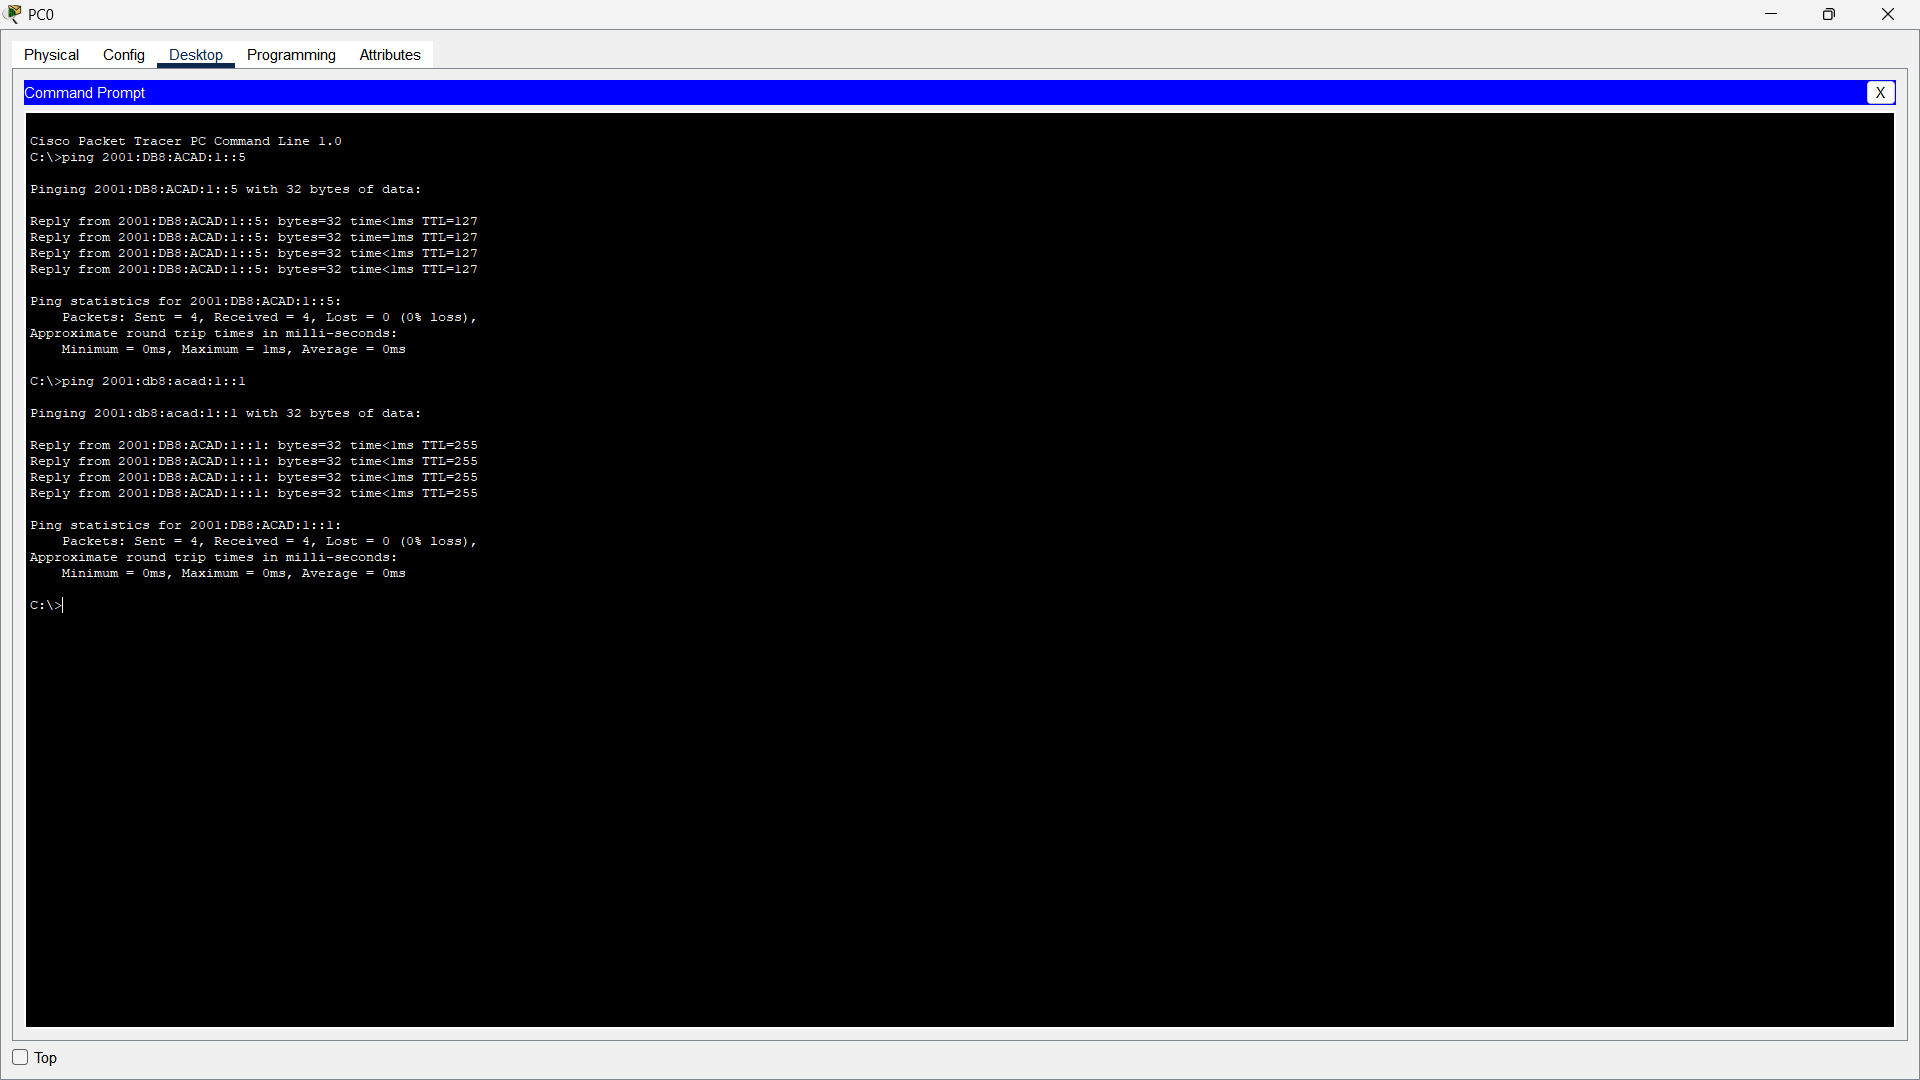 PC0
Physical Config Desktop Programming Attributes
Command Prompt X
Cisco Packet Tracer PC Command Line 1.0
C:\>ping 2001:DB8:ACAD:1::5
Pinging 2001:DB8:ACAD:1::5 with 32 bytes of data:
Reply from 2001:DB8:ACAD:1::5: bytes=32 time<1ms TTL=127
Reply from 2001:DB8:ACAD:1::5: bytes=32 time=1ms TTL=127
Reply from 2001:DB8:ACAD:1::5: bytes=32 time<1ms TTL=127
Reply from 2001:DB8:ACAD:1::5: bytes=32 time<1ms TTL=127
Ping statistics for 2001:DB8:ACAD:1::5:
Packets: Sent = 4, Received = 4, Lost = 0 (0% loss),
Approximate round trip times in milli-seconds:
Minimum = 0ms, Maximum = 1ms, Average = 0ms
C:\>ping 2001:db8:acad:1::1
Pinging 2001:db8:acad:1::1 with 32 bytes of data:
Reply from 2001:DB8:ACAD:1::1: bytes=32 time<1ms TTL=255
Reply from 2001:DB8:ACAD:1::1: bytes=32 time<1ms TTL=255
Reply from 2001:DB8:ACAD:1::1: bytes=32 time<1ms TTL=255
Reply from 2001:DB8:ACAD:1::1: bytes=32 time<1ms TTL=255
Ping statistics for 2001:DB8:ACAD:1::1:
Packets: Sent = 4, Received = 4, Lost = 0 (0% loss),
Approximate round trip times in milli-seconds:
Minimum = 0ms, Maximum = 0ms, Average = 0ms
C:\>
Top